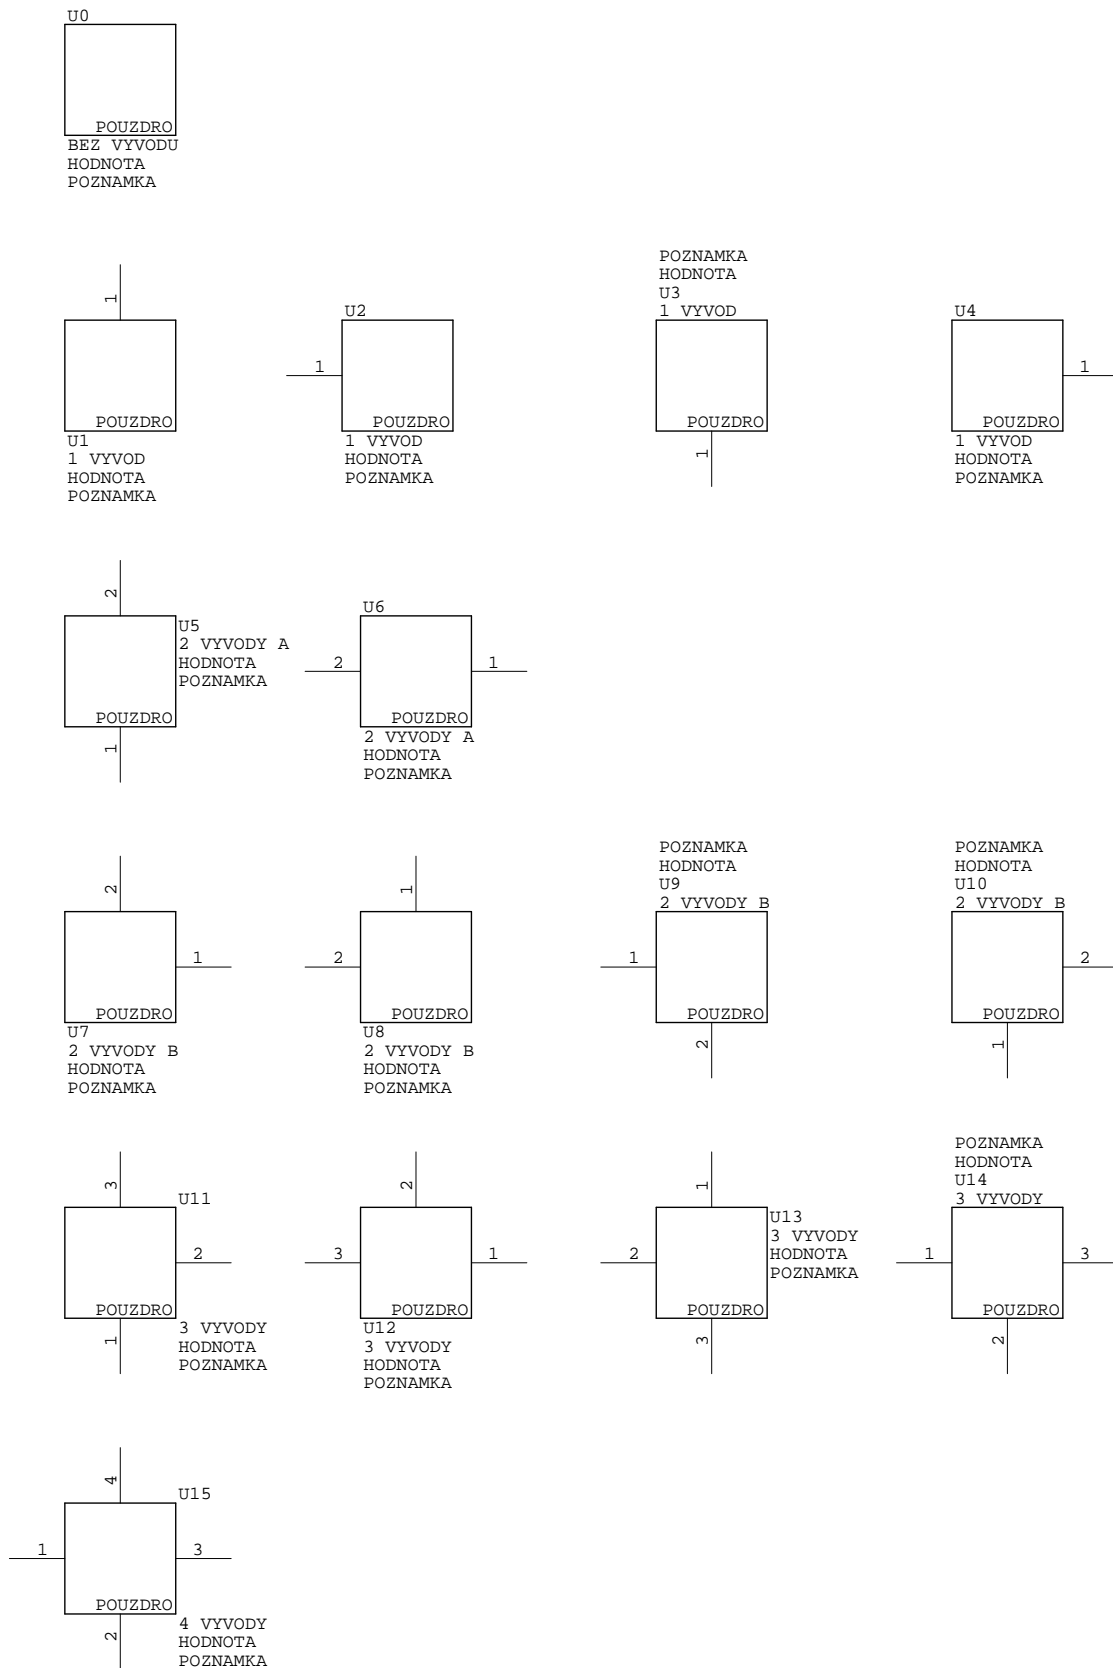 U0
POUZDRO
BEZ VYVODU
HODNOTA
POZNAMKA
1
POUZDRO
U1
1 VYVOD
HODNOTA
POZNAMKA
U2
1
POUZDRO
1 VYVOD
HODNOTA
POZNAMKA
POZNAMKA
HODNOTA
U3
1 VYVOD
POUZDRO
1
U4
1
POUZDRO
1 VYVOD
HODNOTA
POZNAMKA
2
U5
2 VYVODY A
HODNOTA
POZNAMKA
POUZDRO
1
U6
2
1
POUZDRO
2 VYVODY A
HODNOTA
POZNAMKA
2
1
POUZDRO
U7
2 VYVODY B
HODNOTA
POZNAMKA
1
2
POUZDRO
U8
2 VYVODY B
HODNOTA
POZNAMKA
POZNAMKA
HODNOTA
U9
2 VYVODY B
1
POUZDRO
2
POZNAMKA
HODNOTA
U10
2 VYVODY B
2
POUZDRO
1
3
U11
2
POUZDRO
1
3 VYVODY
HODNOTA
POZNAMKA
2
3
1
POUZDRO
U12
3 VYVODY
HODNOTA
POZNAMKA
1
U13
3 VYVODY
HODNOTA
POZNAMKA
2
POUZDRO
3
POZNAMKA
HODNOTA
U14
3 VYVODY
1
3
POUZDRO
2
4
U15
1
3
POUZDRO
2
4 VYVODY
HODNOTA
POZNAMKA